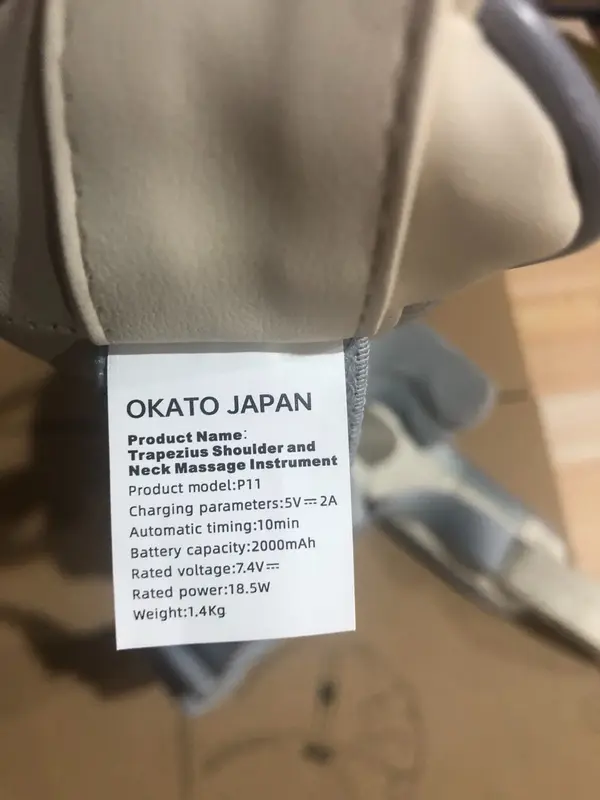 OKATO JAPAN
Product Name:
Trapezius Shoulder and
Neck Massage Instrument
Product model:P11
Charging parameters:5V⎓2A
Automatic timing:10min
Battery capacity:2000mAh
Rated voltage:7.4V⎓
Rated power:18.5W
Weight:1.4Kg